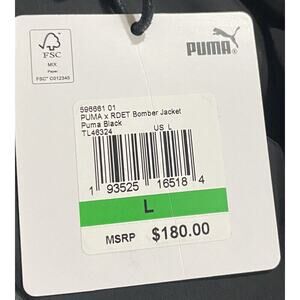 FSC
MIX
Paper
FSC® C012345
PUMA
596661 01
PUMA x RDET Bomber Jacket
Puma Black
TL46324 US L
1 93525 16518 4
L
MSRP $180.00